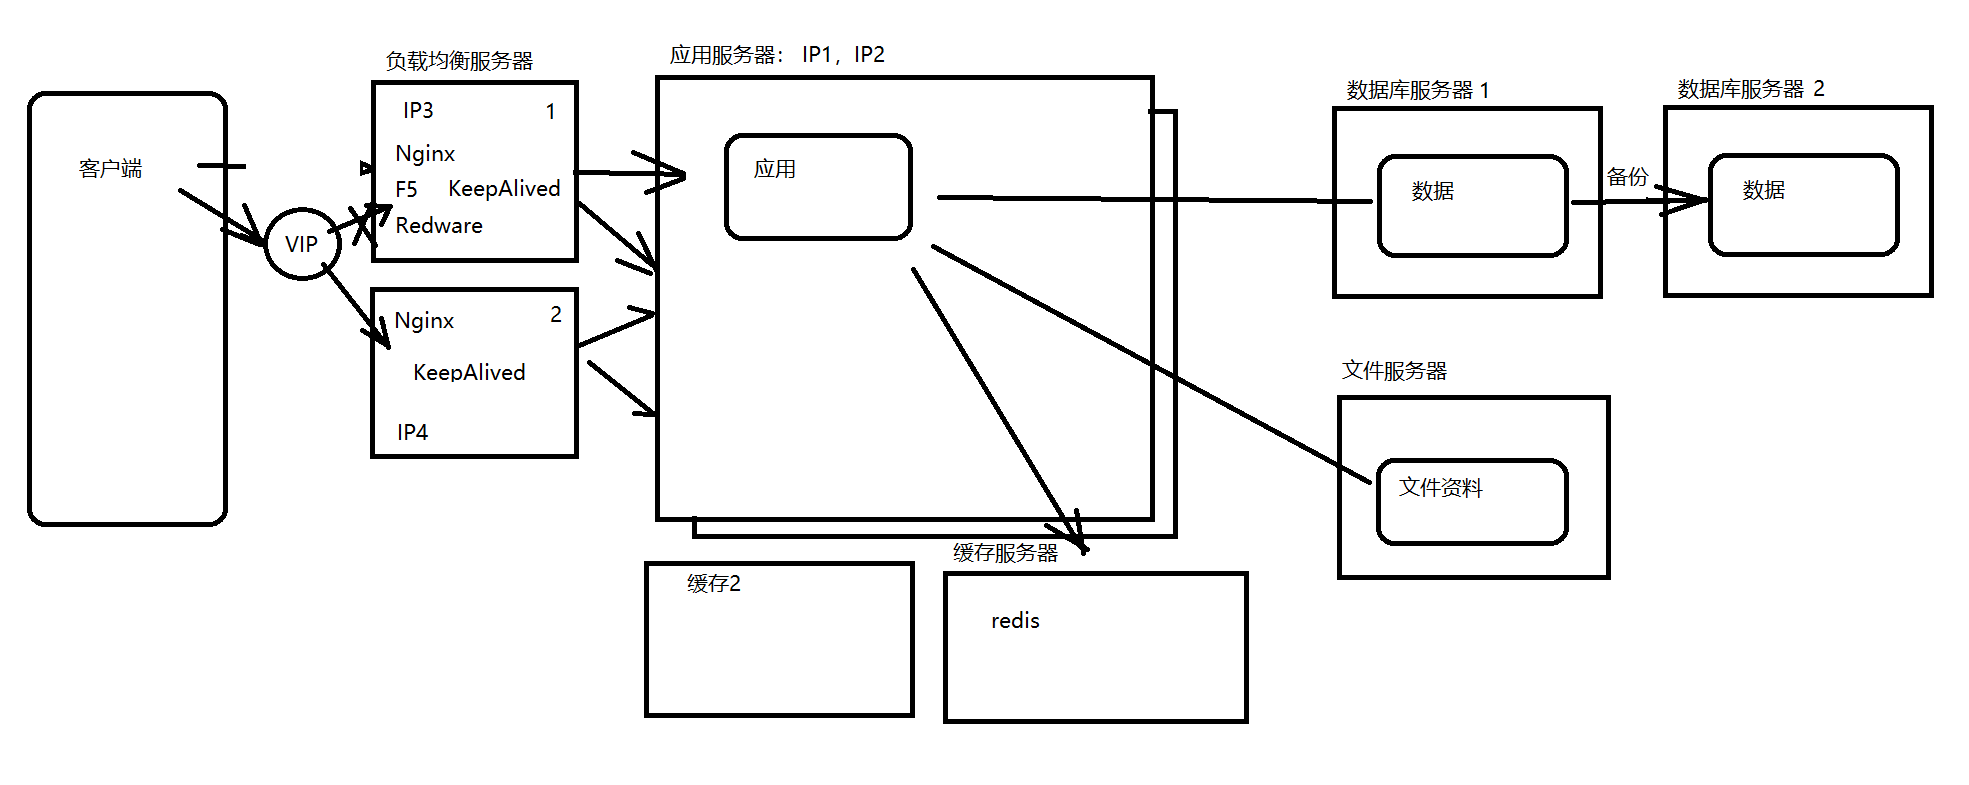 客户端
VIP
负载均衡服务器
IP3
1
Nginx
F5 KeepAlived
Redware
Nginx
2
KeepAlived
IP4
应用服务器： IP1，IP2
应用
数据库服务器 1
数据
备份
数据库服务器 2
数据
文件服务器
文件资料
缓存服务器
redis
缓存2